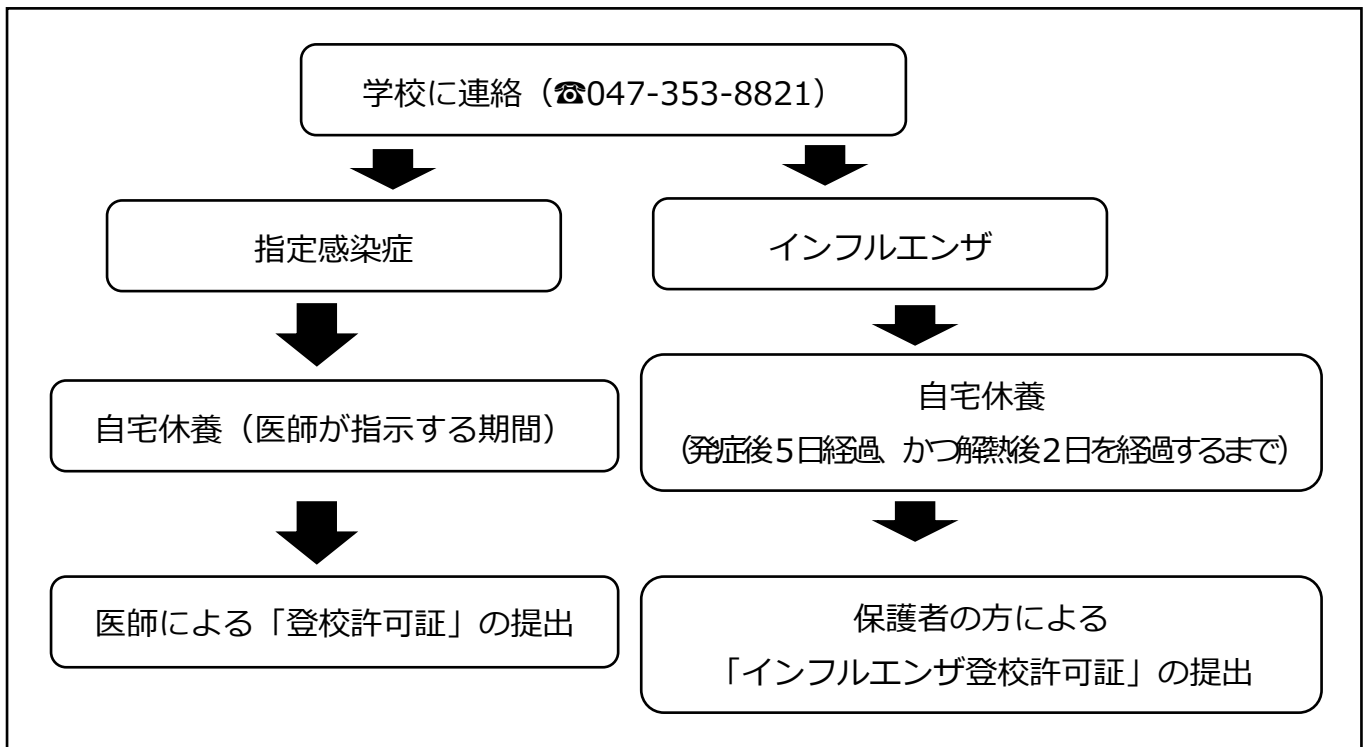 学校に連絡（☎047-353-8821）
指定感染症
インフルエンザ
自宅休養（医師が指示する期間）
自宅休養
（発症後５日経過、かつ解熱後２日を経過するまで）
医師による「登校許可証」の提出
保護者の方による
「インフルエンザ登校許可証」の提出